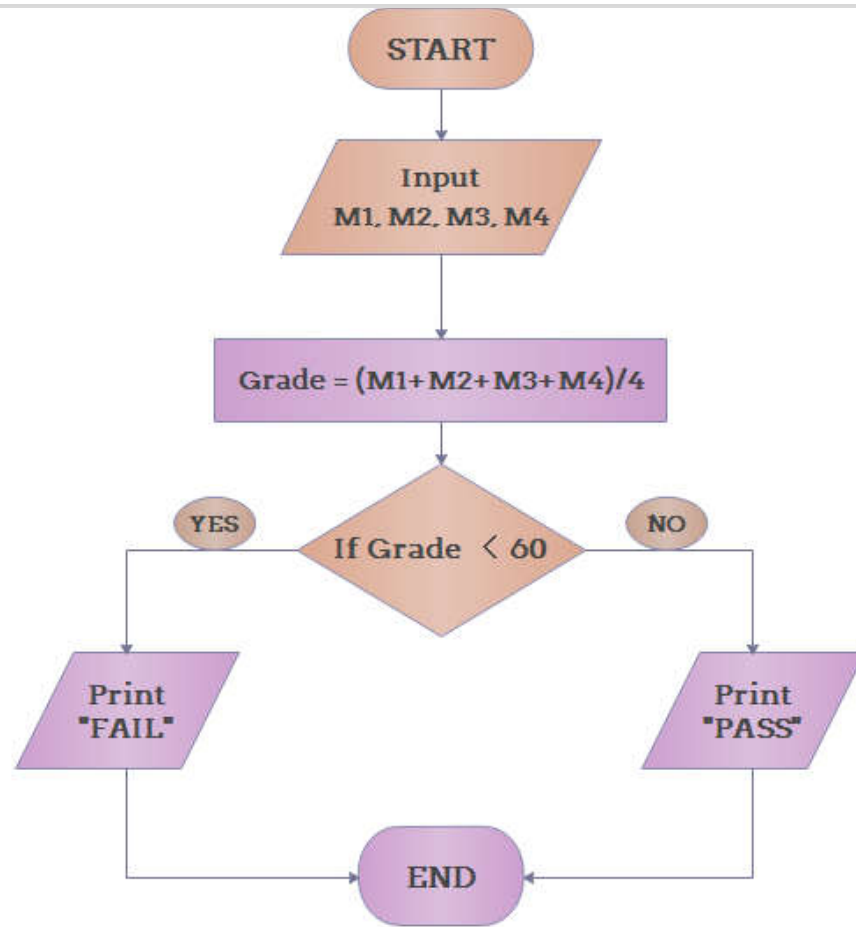 START
Input
M1, M2, M3, M4
Grade = (M1+M2+M3+M4)/4
YES
NO
If Grade < 60
Print
"FAIL"
Print
"PASS"
END